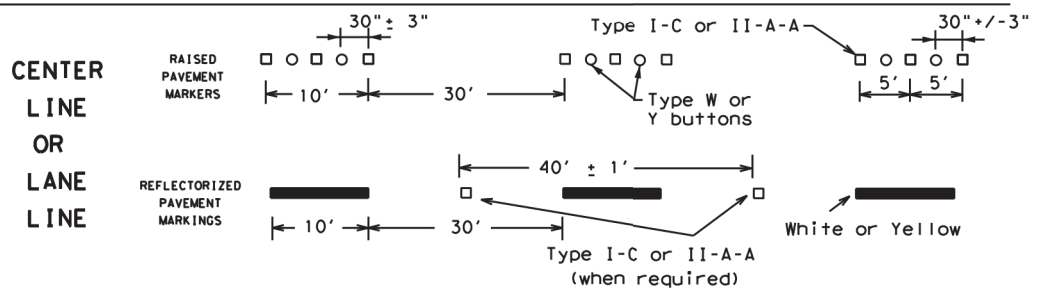 CENTER
LINE
OR
LANE
LINE
RAISED
PAVEMENT
MARKERS
30" ± 3"
10'
30'
Type I-C or II-A-A
Type W or
Y buttons
30"+/-3"
5'
5'
REFLECTORIZED
PAVEMENT
MARKINGS
40' ± 1'
10'
30'
Type I-C or II-A-A
(when required)
White or Yellow